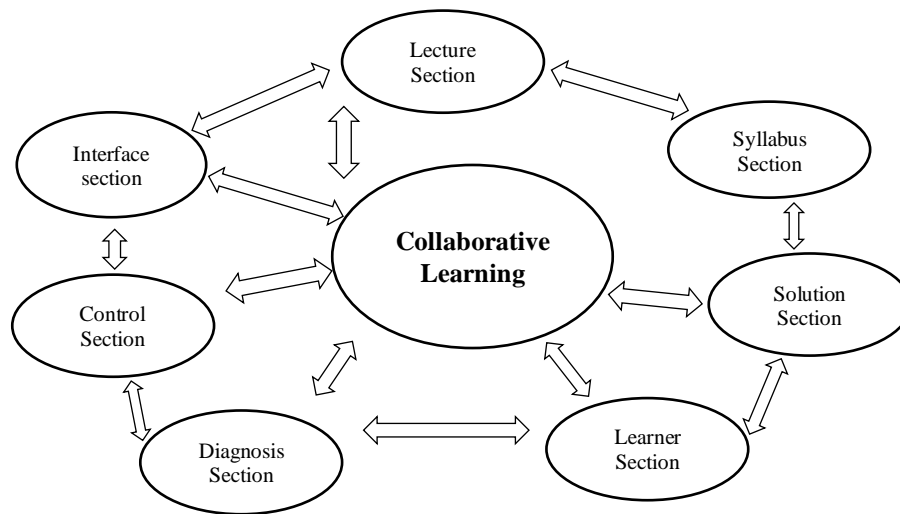 Lecture
Section
Syllabus
Section
Interface
section
Collaborative
Learning
Solution
Section
Control
Section
Learner
Section
Diagnosis
Section